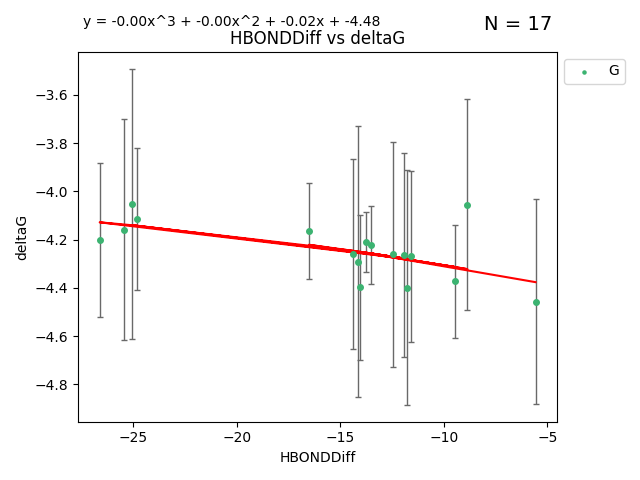 y = -0.00x^3 + -0.00x^2 + -0.02x + -4.48
N = 17
HBONDDiff vs deltaG
G
−3.6
−3.8
−4.0
−4.2
−4.4
−4.6
−4.8
deltaG
−25
−20
−15
−10
−5
HBONDDiff